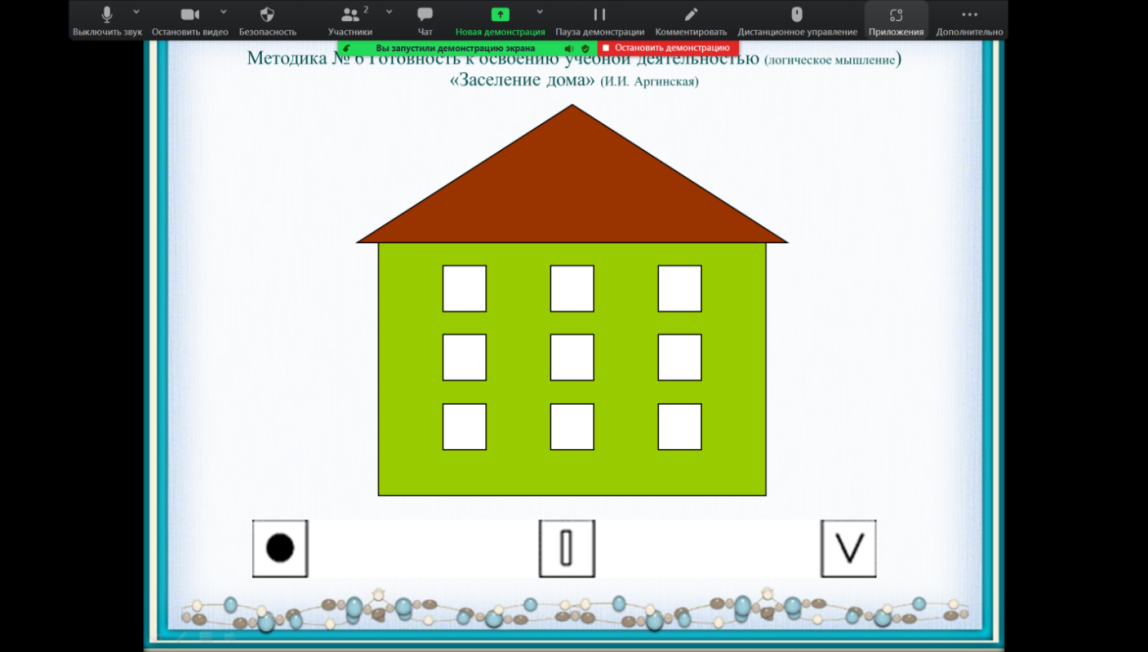 Выключить звук
Остановить видео
Безопасность
Участники
2
Чат
Новая демонстрация
Пауза демонстрации
Комментировать
Дистанционное управление
Приложения
Дополнительно
Вы запустили демонстрацию экрана
Остановить демонстрацию
Методика № 6 Готовность к освоению учебной деятельностью (логическое мышление)
«Заселение дома» (И.И. Аргинская)